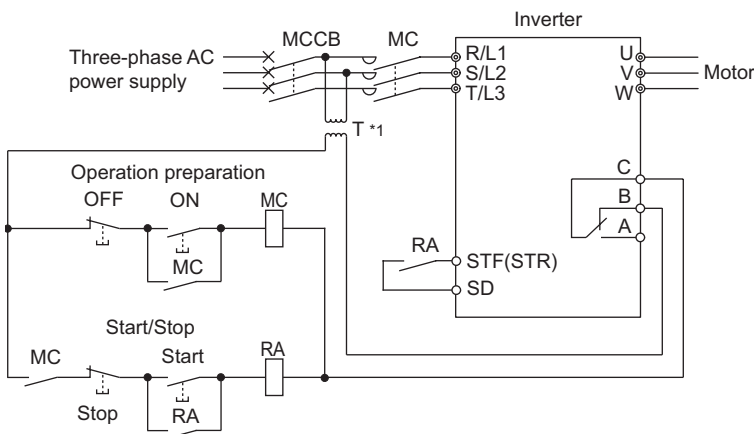 Inverter
Three-phase AC
power supply
MCCB
MC
R/L1
S/L2
T/L3
U
V
W
Motor
T *1
Operation preparation
OFF
ON
MC
MC
C
B
A
RA
STF(STR)
SD
Start/Stop
MC
Start
RA
Stop
RA